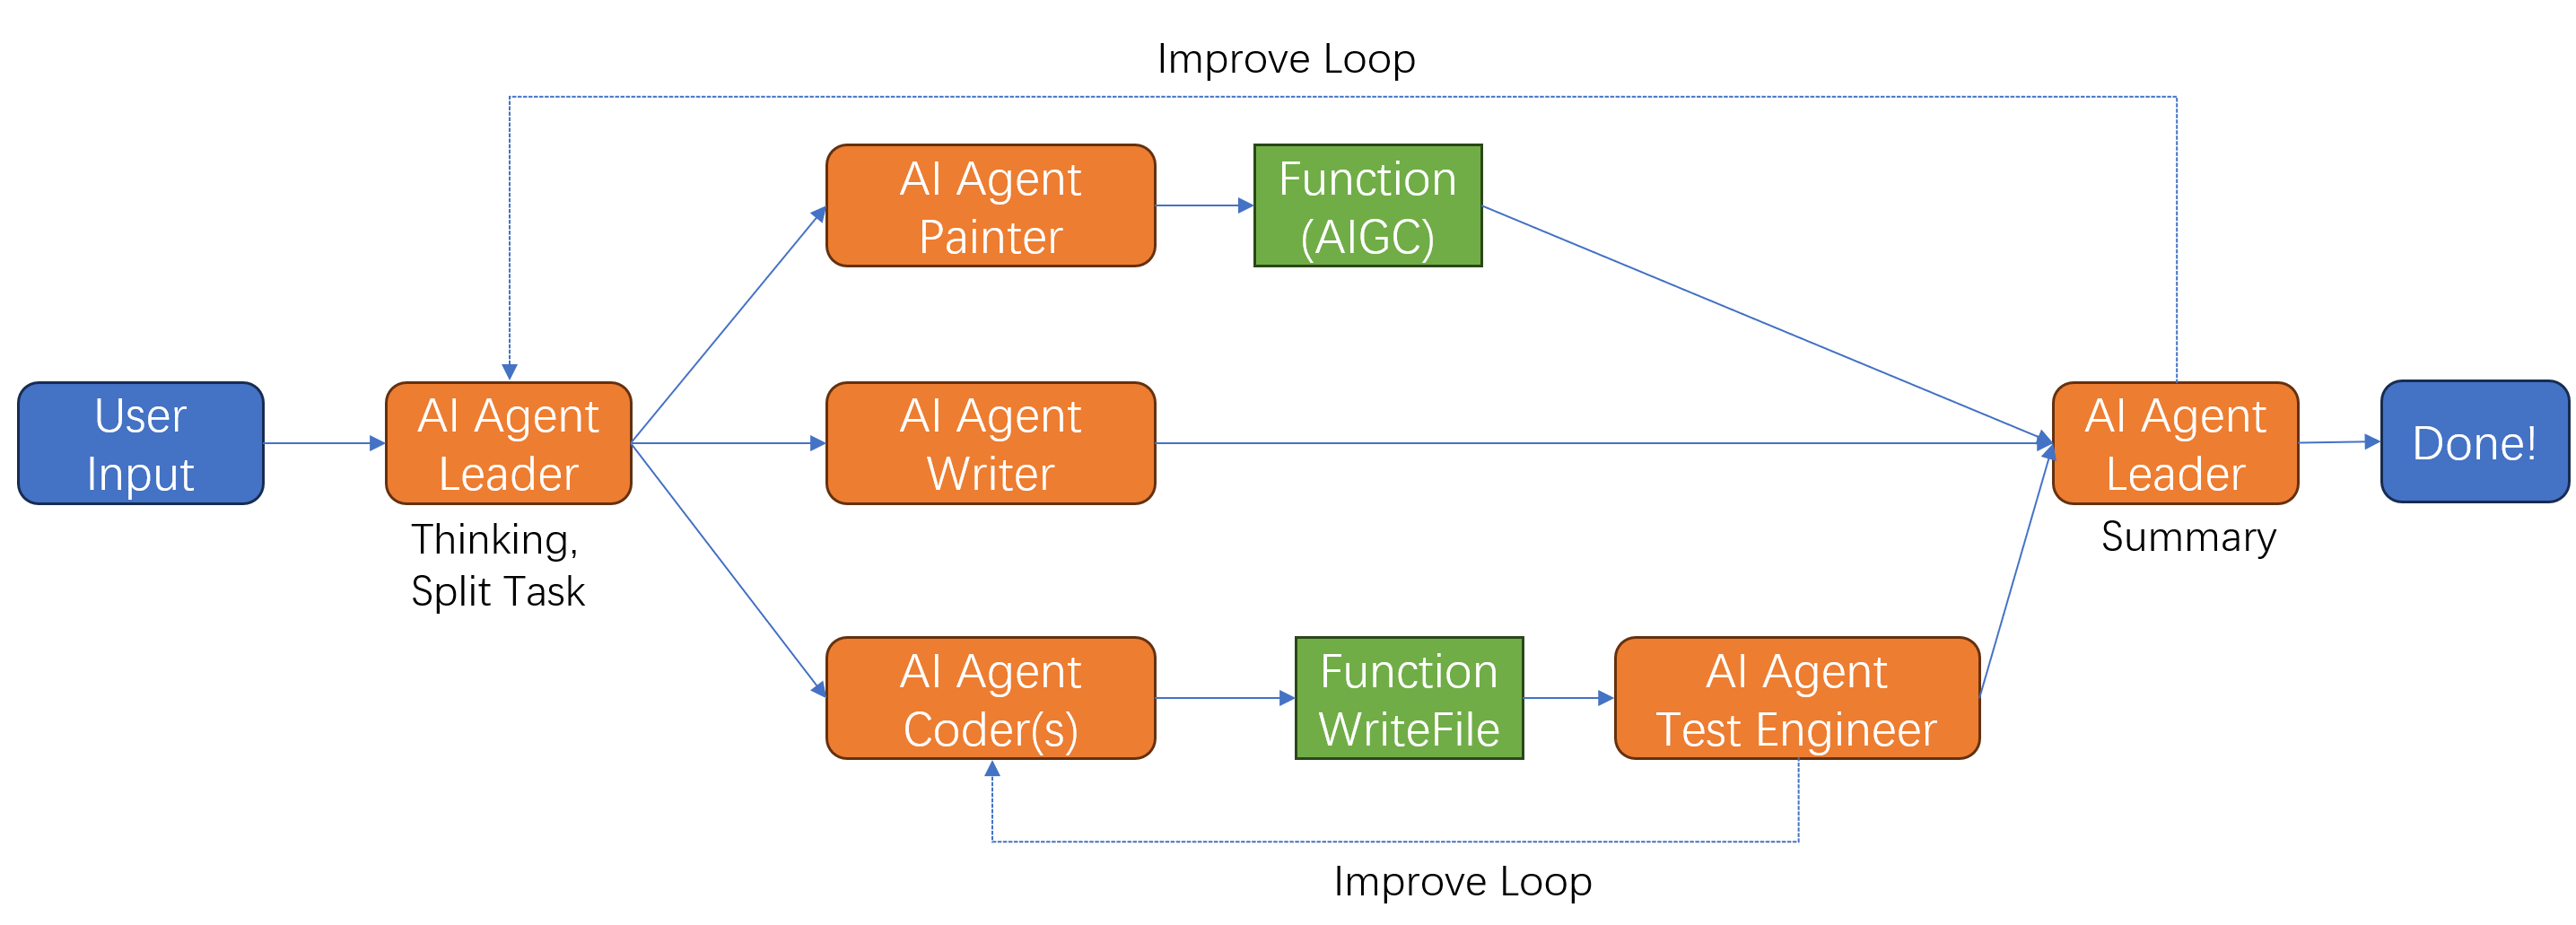 Improve Loop
AI Agent
Painter
Function
(AIGC)
User
Input
AI Agent
Leader
Thinking,
Split Task
AI Agent
Writer
AI Agent
Leader
Summary
Done!
AI Agent
Coder(s)
Function
WriteFile
AI Agent
Test Engineer
Improve Loop